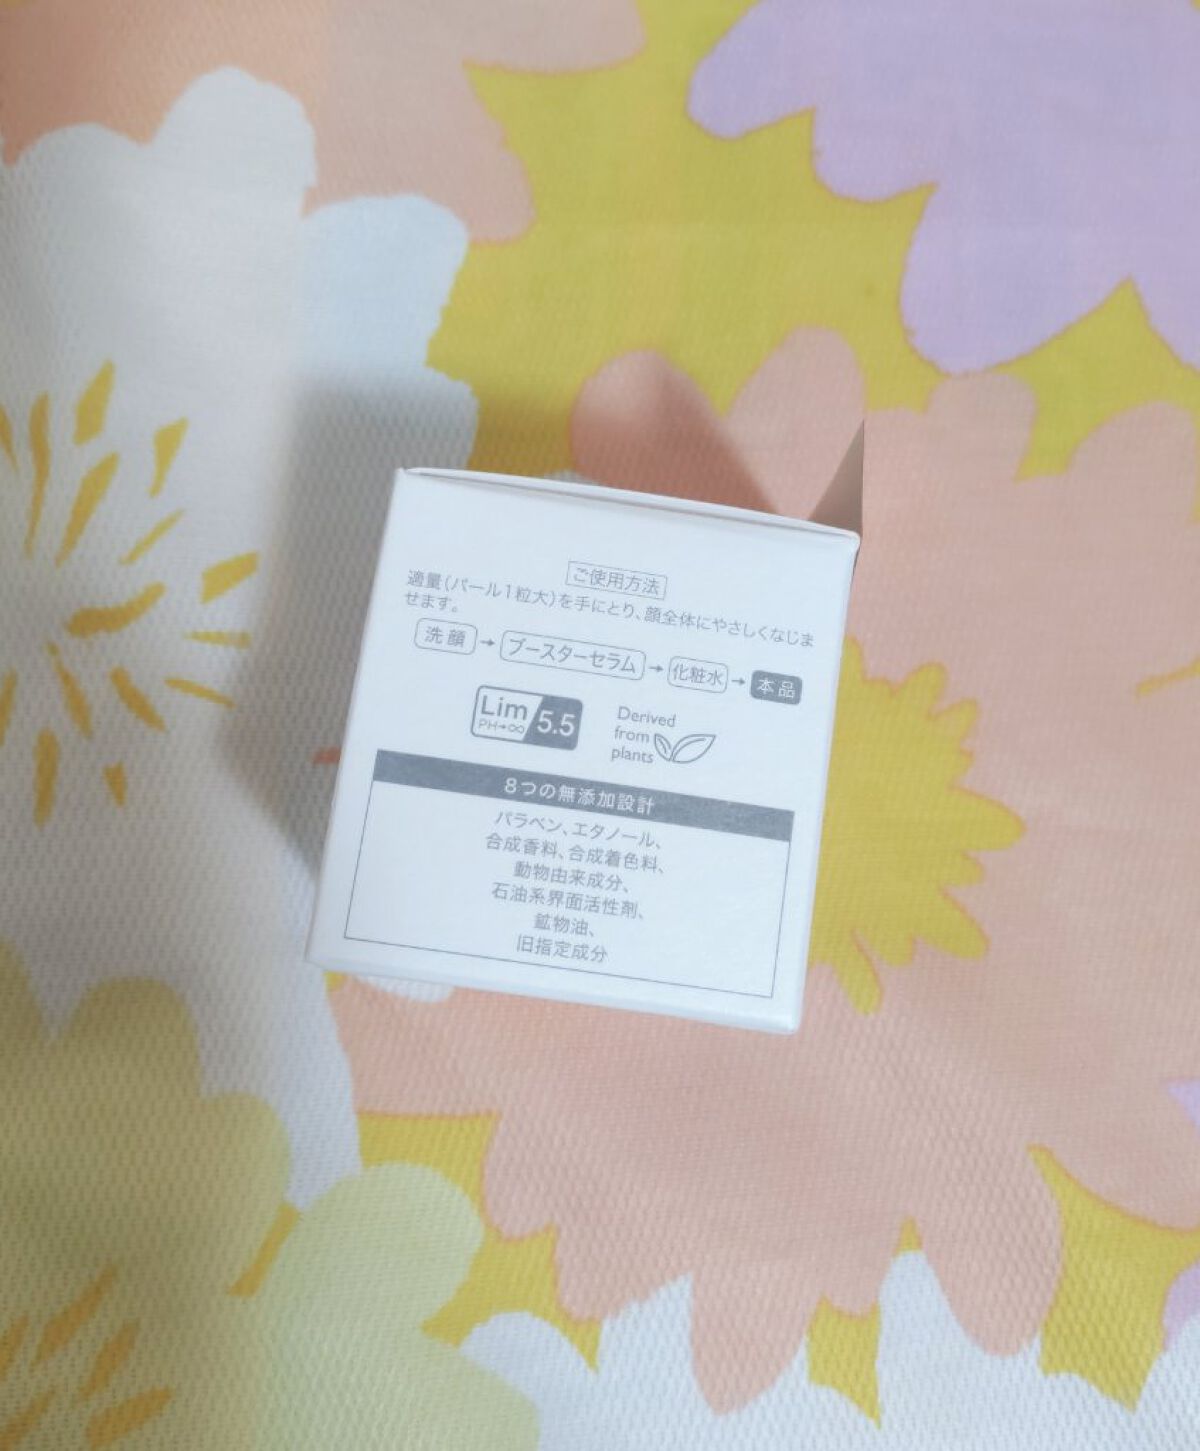 ご使用方法
適量(パール1粒大)を手にとり、顔全体にやさしくなじま
せます。
洗顔→ブースターセラム→化粧水→本品
Lim 5.5
PH→∞
Derived
from
plants
8つの無添加設計
パラベン、エタノール、
合成香料、合成着色料、
動物由来成分、
石油系界面活性剤、
鉱物油、
旧指定成分